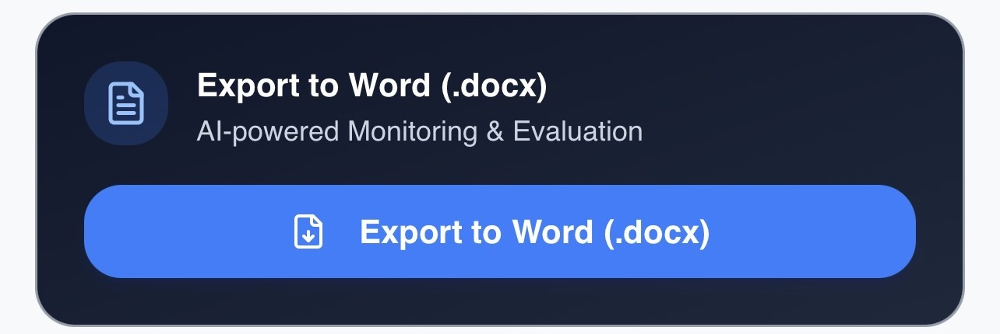 Export to Word (.docx)
AI-powered Monitoring & Evaluation
Export to Word (.docx)